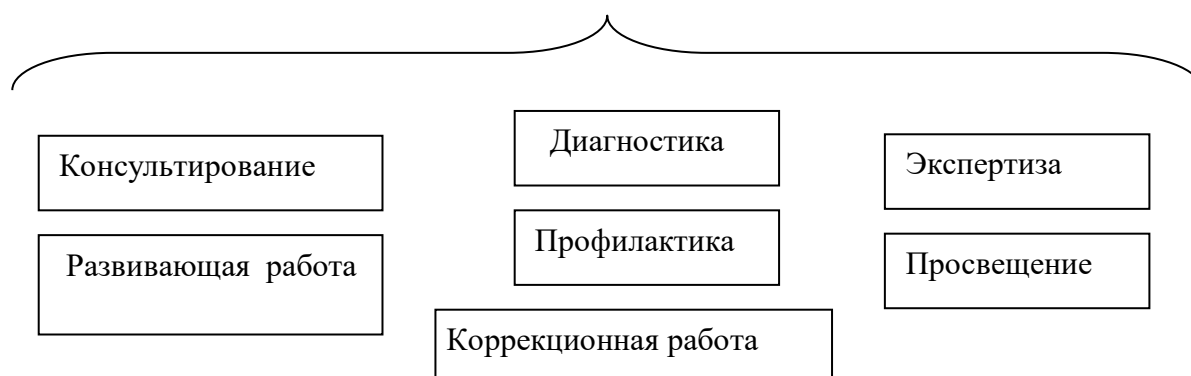 Консультирование
Диагностика
Экспертиза
Развивающая работа
Профилактика
Просвещение
Коррекционная работа